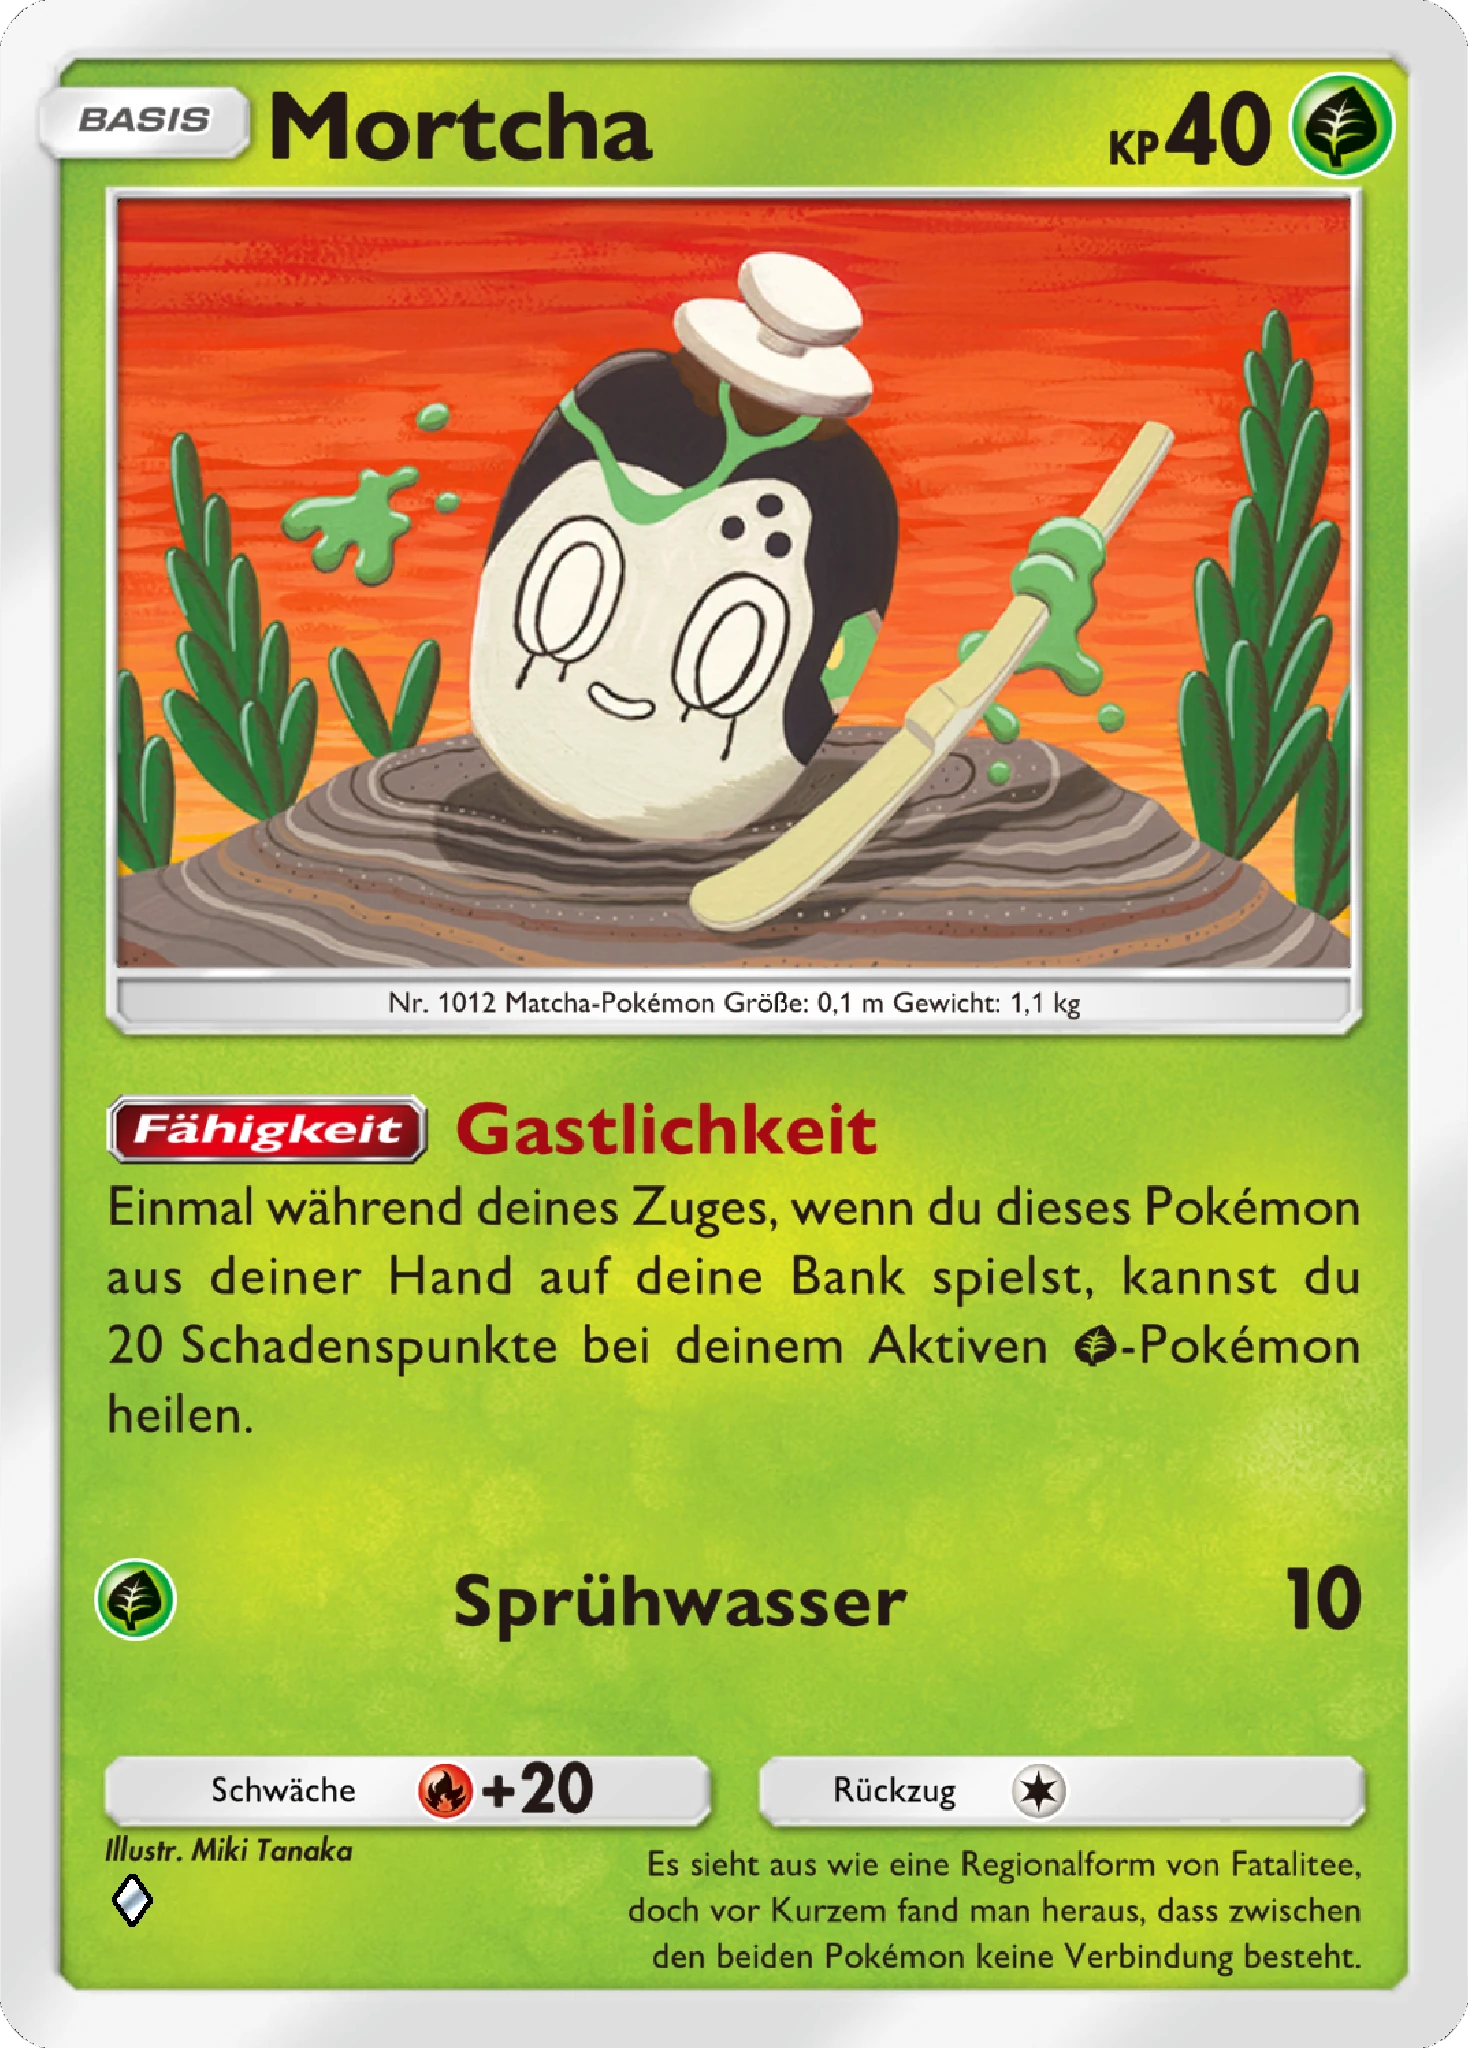 BASIS Mortcha KP 40
Nr. 1012 Matcha-Pokémon Größe: 0,1 m Gewicht: 1,1 kg
Fähigkeit Gastlichkeit
Einmal während deines Zuges, wenn du dieses Pokémon
aus deiner Hand auf deine Bank spielst, kannst du
20 Schadenspunkte bei deinem Aktiven -Pokémon
heilen.
Sprühwasser 10
Schwäche +20 Rückzug
Illustr. Miki Tanaka
Es sieht aus wie eine Regionalform von Fatalitee,
doch vor Kurzem fand man heraus, dass zwischen
den beiden Pokémon keine Verbindung besteht.